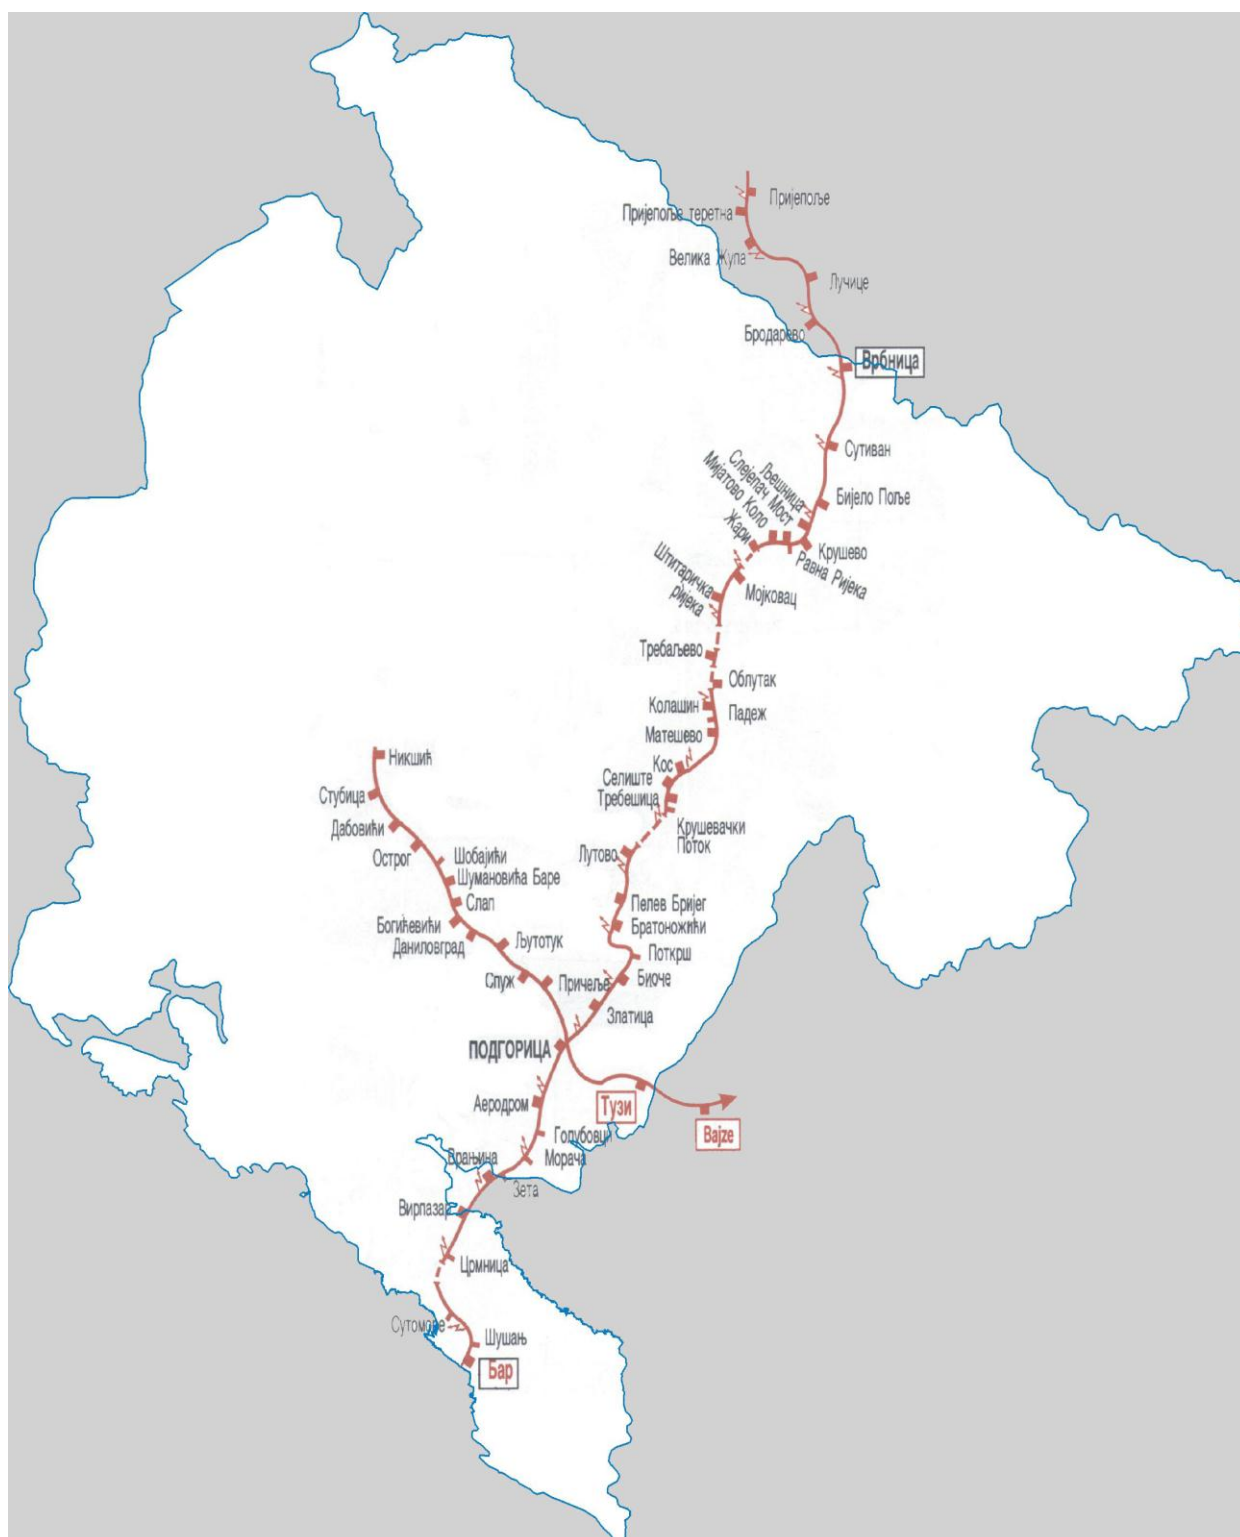 Пријепоље
Пријепоље теретна
Велика Жупа
Лучице
Бродарево
Врбница
Сутиван
Љешница
Слејепач Мост
Мијатово Коло
Бијело Поље
Жари
Крушево
Равна Ријека
Штитаричка
ријека
Мојковац
Требаљево
Облутак
Колашин
Падеж
Матешево
Никшић
Кос
Селиште
Стубица
Требешица
Дабовићи
Крушевачки
Поток
Острог
Шобајићи
Лутово
Шумановића Баре
Слап
Пелев Бријег
Богићевићи
Братоножићи
Даниловград
Љутотук
Поткрш
Спуж
Причеље
Биоче
Златица
ПОДГОРИЦА
Аеродром
Тузи
Bajze
Голубовци
Врањина
Морача
Зета
Вирпазар
Црмница
Сутоморе
Шушањ
Бар